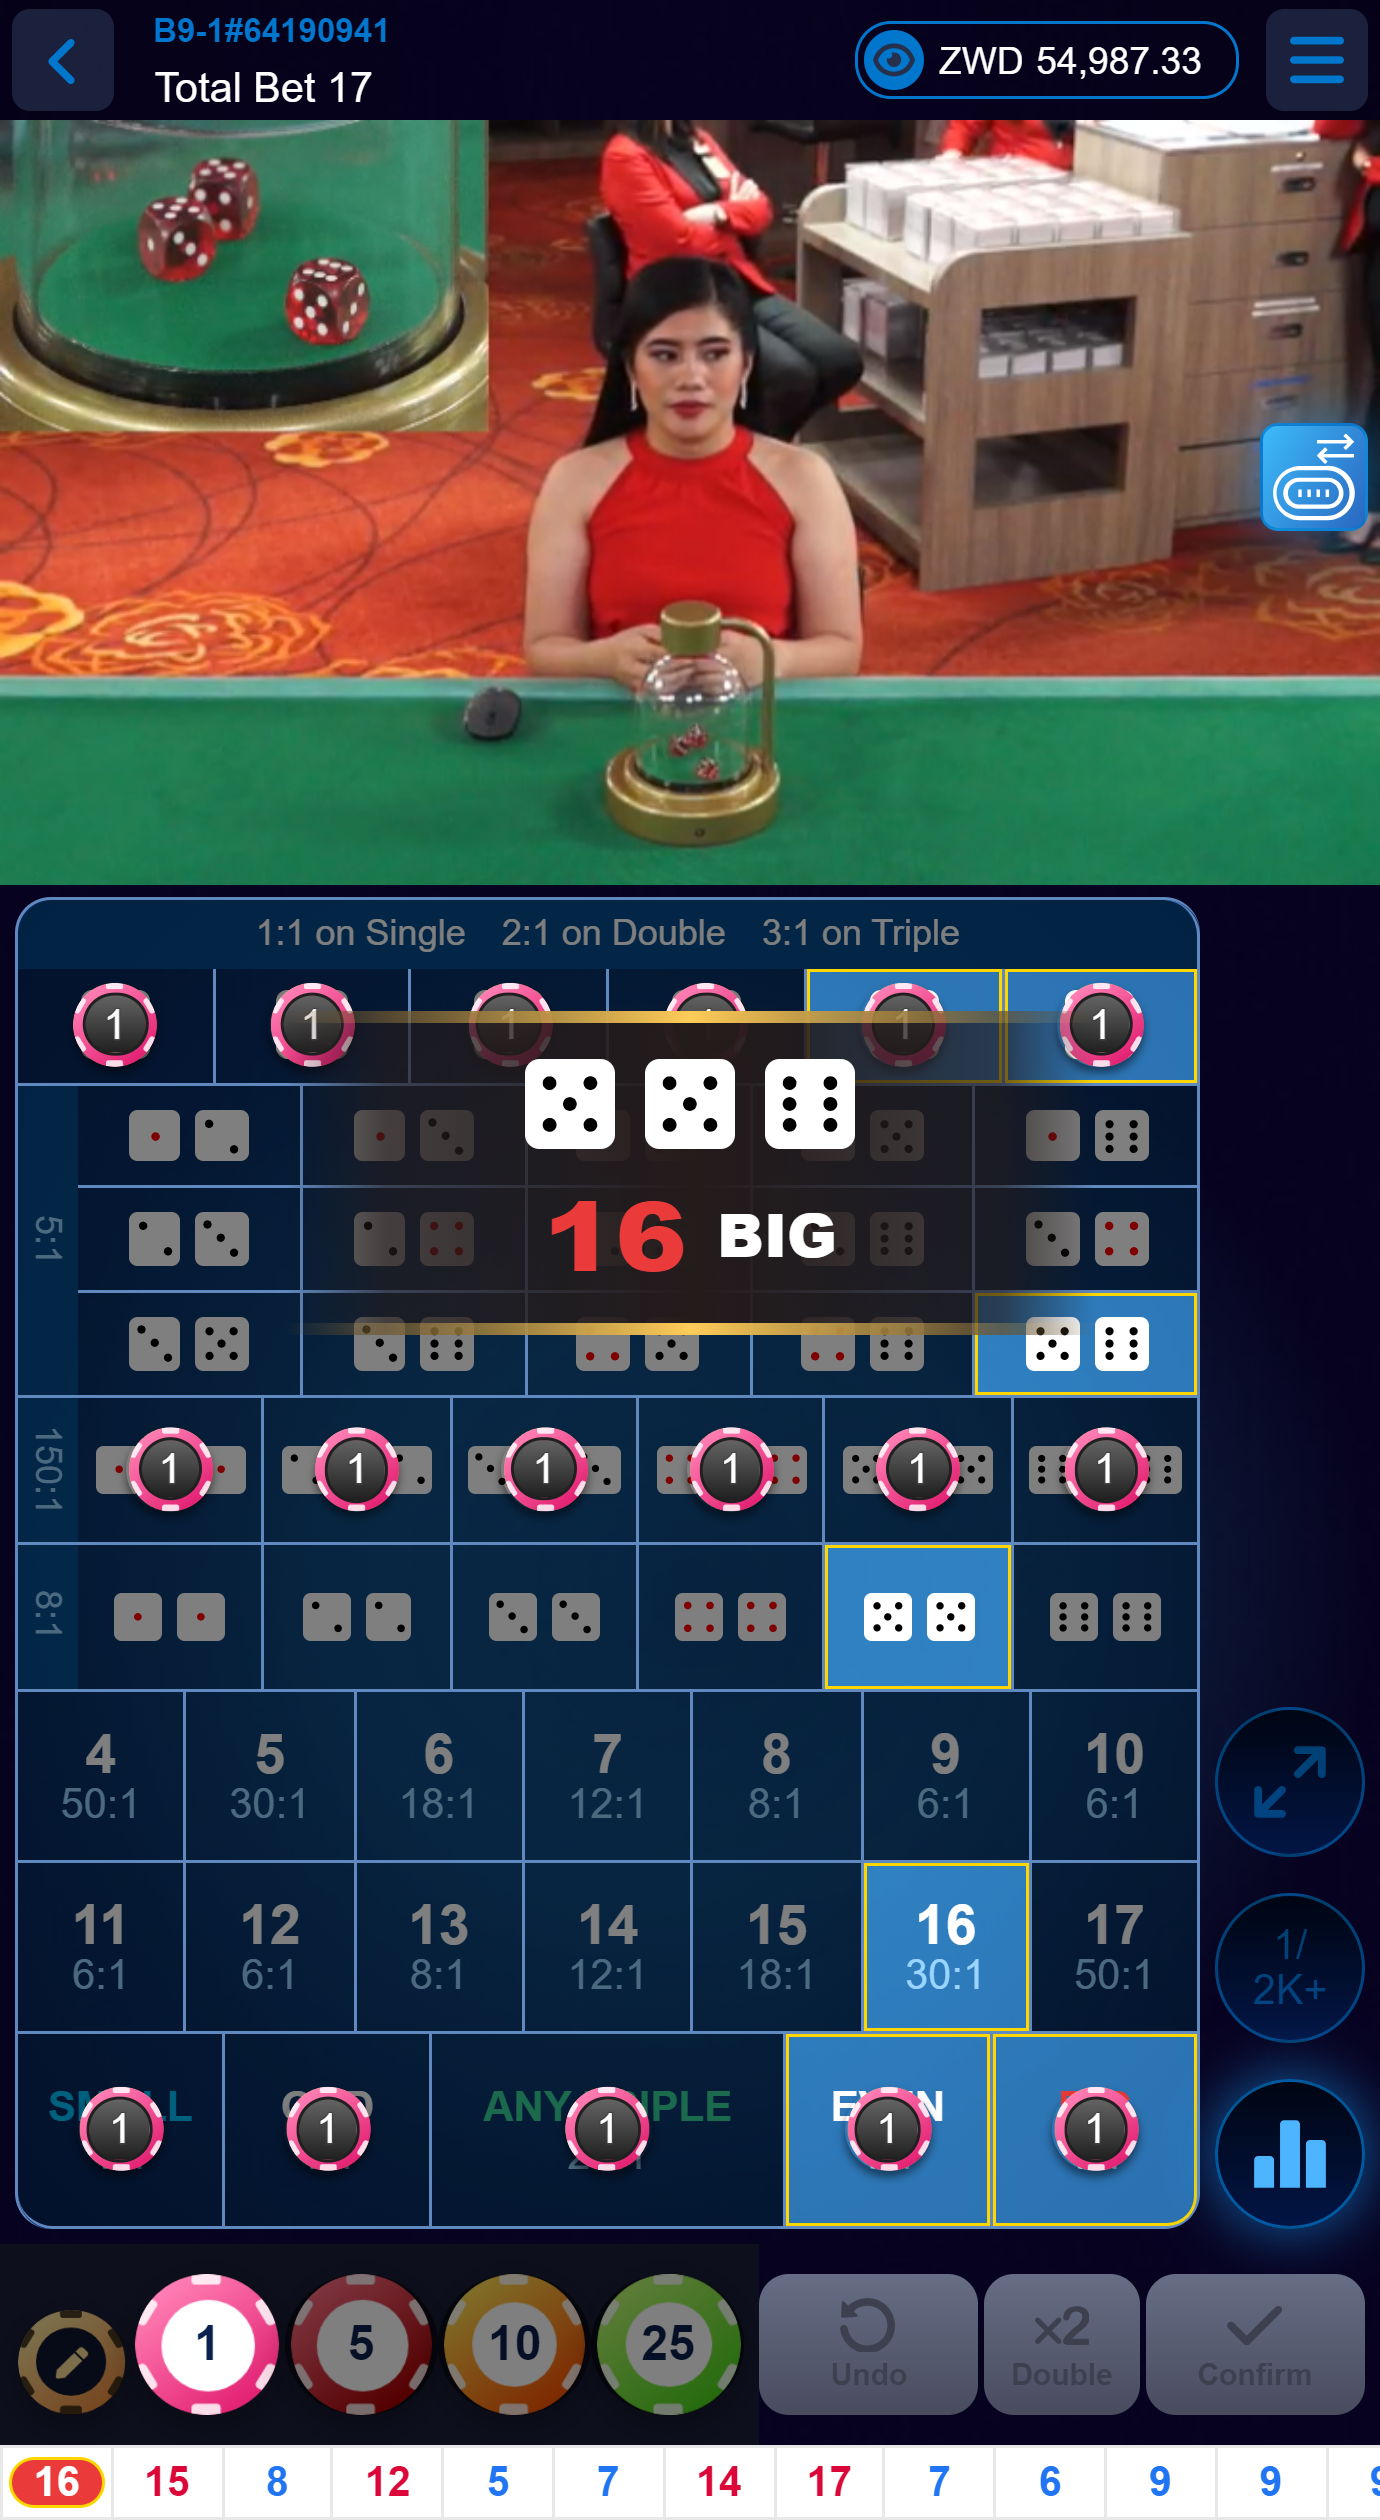 B9-1#64190941
Total Bet 17
ZWD 54,987.33
1:1 on Single 2:1 on Double 3:1 on Triple
1 1 1 1 1 1
16 BIG
5:1
150:1
1 1 1 1 1 1
8:1
4 5 6 7 8 9 10
50:1 30:1 18:1 12:1 8:1 6:1 6:1
11 12 13 14 15 16 17
6:1 6:1 8:1 12:1 18:1 30:1 50:1
1/
2K+
1 1 1 1 1
1 5 10 25
x2
Undo Double Confirm
16 15 8 12 5 7 14 17 7 6 9 9